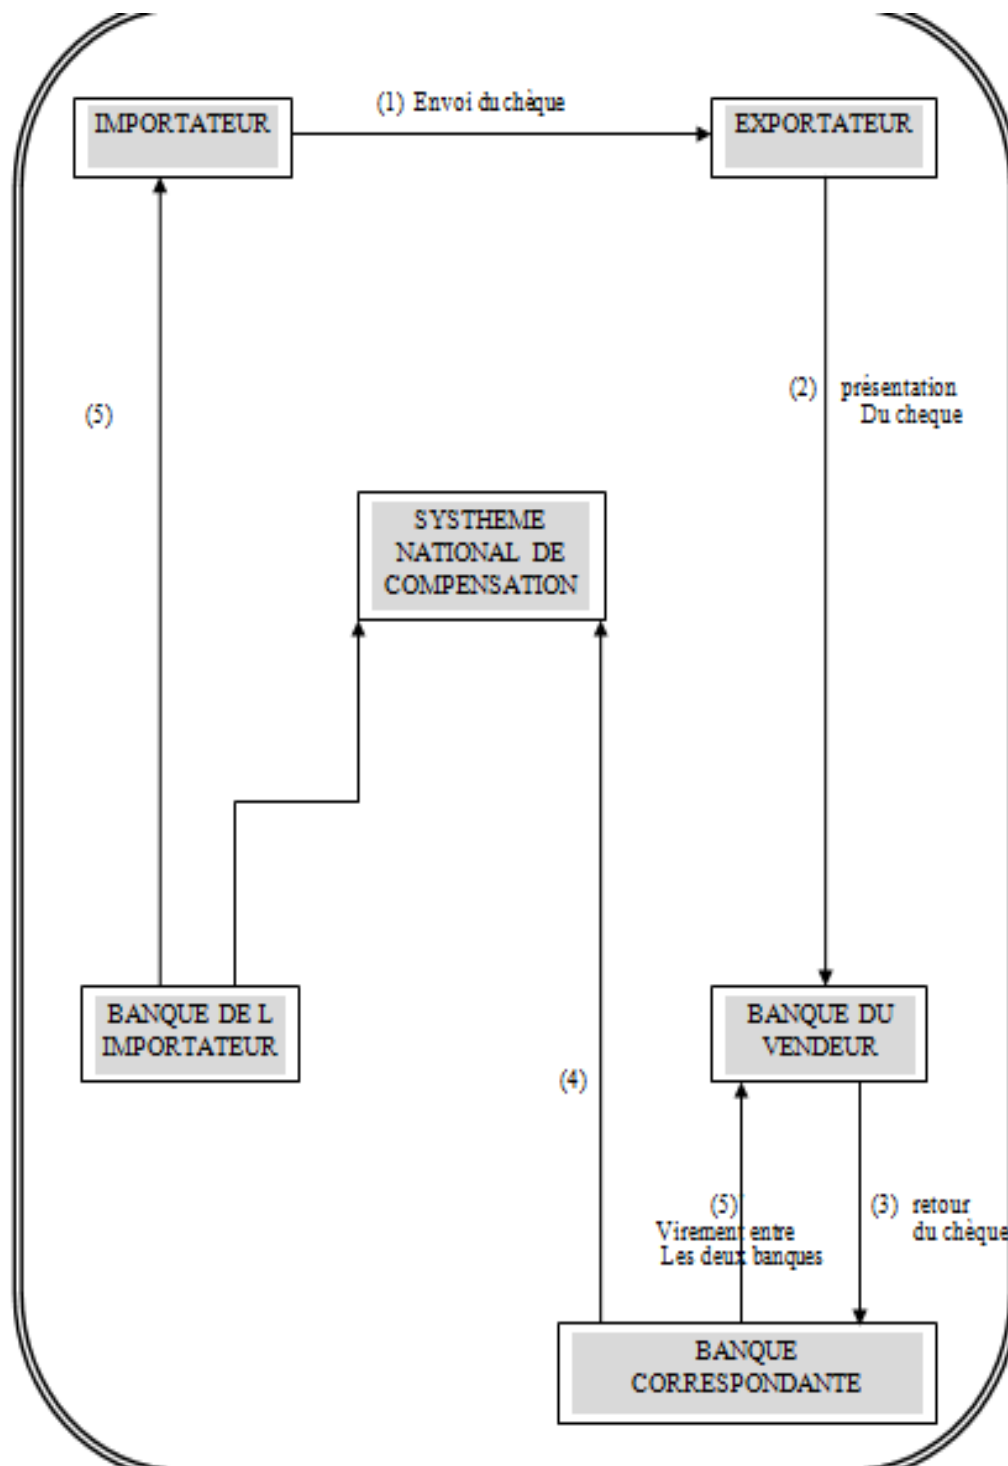 (1) Envoi du chèque
IMPORTATEUR
EXPORTATEUR
(2) présentation
Du cheque
(5)
SYSTHEME
NATIONAL DE
COMPENSATION
BANQUE DE L
IMPORTATEUR
BANQUE DU
VENDEUR
(4)
(5)
Virement entre
Les deux banques
(3) retour
du chèque
BANQUE
CORRESPONDANTE